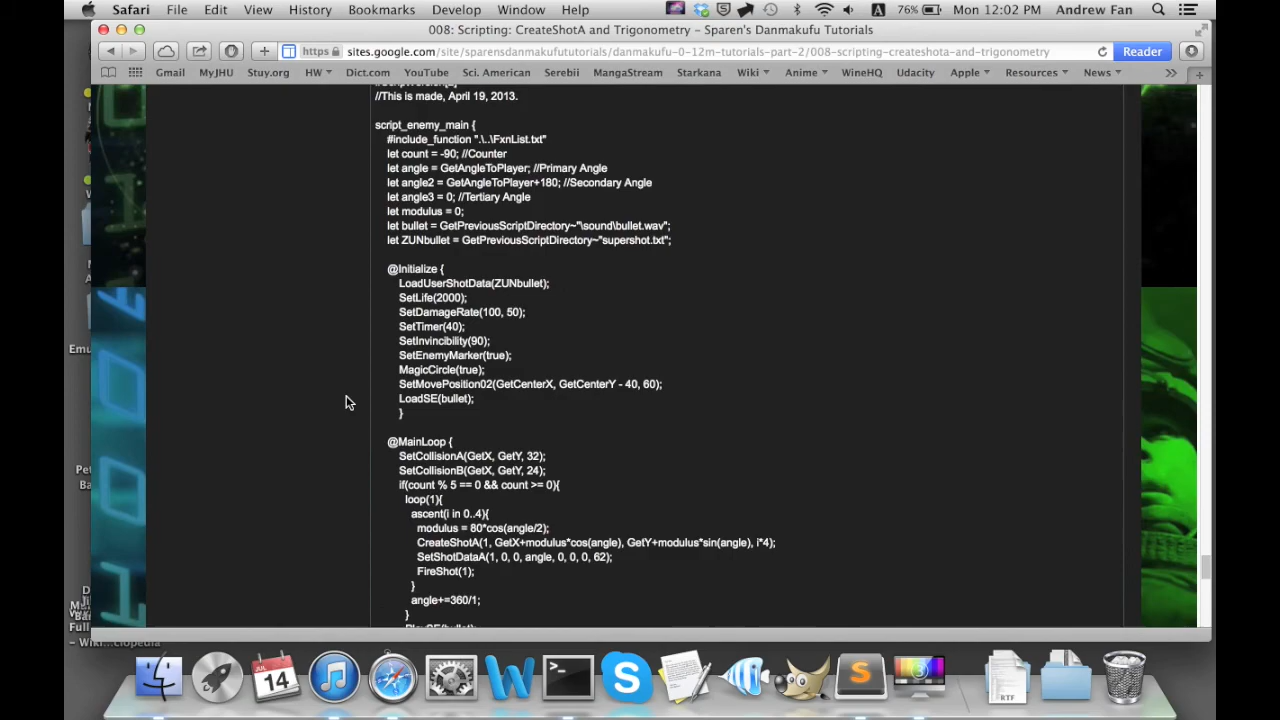 Safari File Edit View History Bookmarks Develop Window Help 76% Mon 12:02 PM Andrew Fan
008: Scripting: CreateShotA and Trigonometry – Sparen's Danmakufu Tutorials
https sites.google.com/site/sparensdanmakufututorials/danmakufu-0-12m-tutorials-part-2/008-scripting-createshota-and-trigonometry Reader
Gmail MyJHU Stuy.org HW Dict.com YouTube Sci. American Serebii MangaStream Starkana Wiki Anime WineHQ Udacity Apple Resources News
//This is made, April 19, 2013.
script_enemy_main {
#include_function ".\..\FxnList.txt"
let count = -90; //Counter
let angle = GetAngleToPlayer; //Primary Angle
let angle2 = GetAngleToPlayer+180; //Secondary Angle
let angle3 = 0; //Tertiary Angle
let modulus = 0;
let bullet = GetPreviousScriptDirectory~"\sound\bullet.wav";
let ZUNbullet = GetPreviousScriptDirectory~"supershot.txt";
@Initialize {
LoadUserShotData(ZUNbullet);
SetLife(2000);
SetDamageRate(100, 50);
SetTimer(40);
SetInvincibility(90);
SetEnemyMarker(true);
MagicCircle(true);
SetMovePosition02(GetCenterX, GetCenterY - 40, 60);
LoadSE(bullet);
}
@MainLoop {
SetCollisionA(GetX, GetY, 32);
SetCollisionB(GetX, GetY, 24);
if(count % 5 == 0 && count >= 0){
loop(1){
ascent(i in 0..4){
modulus = 80*cos(angle/2);
CreateShotA(1, GetX+modulus*cos(angle), GetY+modulus*sin(angle), i*4);
SetShotDataA(1, 0, 0, angle, 0, 0, 0, 62);
FireShot(1);
}
angle+=360/1;
}
Emu
Pet
Ba
Full
– Wiki...clopedia
JUL
14
RTF